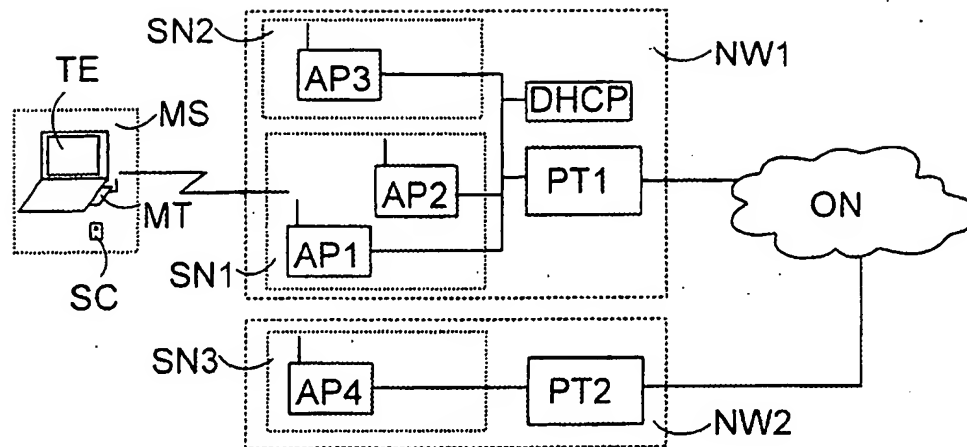 SN2
NW1
TE
AP3
MS
DHCP
AP2
PT1
ON
MT
AP1
SN1
SC
SN3
AP4
PT2
NW2